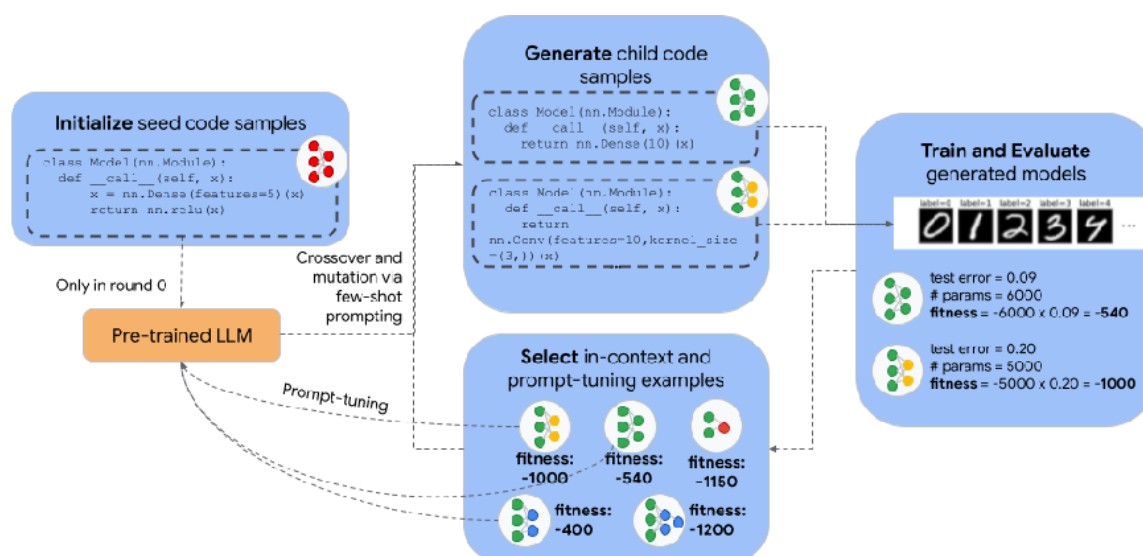 Initialize seed code samples
class Model(nn.Module):
def __call__(self, x):
x = nn.Dense(features=5)(x)
return nn.relu(x)
Only in round 0
Pre-trained LLM
Crossover and
mutation via
few-shot
prompting
Prompt-tuning
Generate child code
samples
class Model(nn.Module):
def __call__(self, x):
return nn.Dense(10)(x)
class Model(nn.Module):
def __call__(self, x):
return
nn.Conv(features=10,kernel_size
=(3,))(x)
Select in-context and
prompt-tuning examples
fitness:
-1000
fitness:
-540
fitness:
-1150
fitness:
-400
fitness:
-1200
Train and Evaluate
generated models
label=0 label=1 label=2 label=3 label=4
0 1 2 3 4 ...
test error = 0.09
# params = 6000
fitness = -6000 x 0.09 = -540
test error = 0.20
# params = 5000
fitness = -5000 x 0.20 = -1000